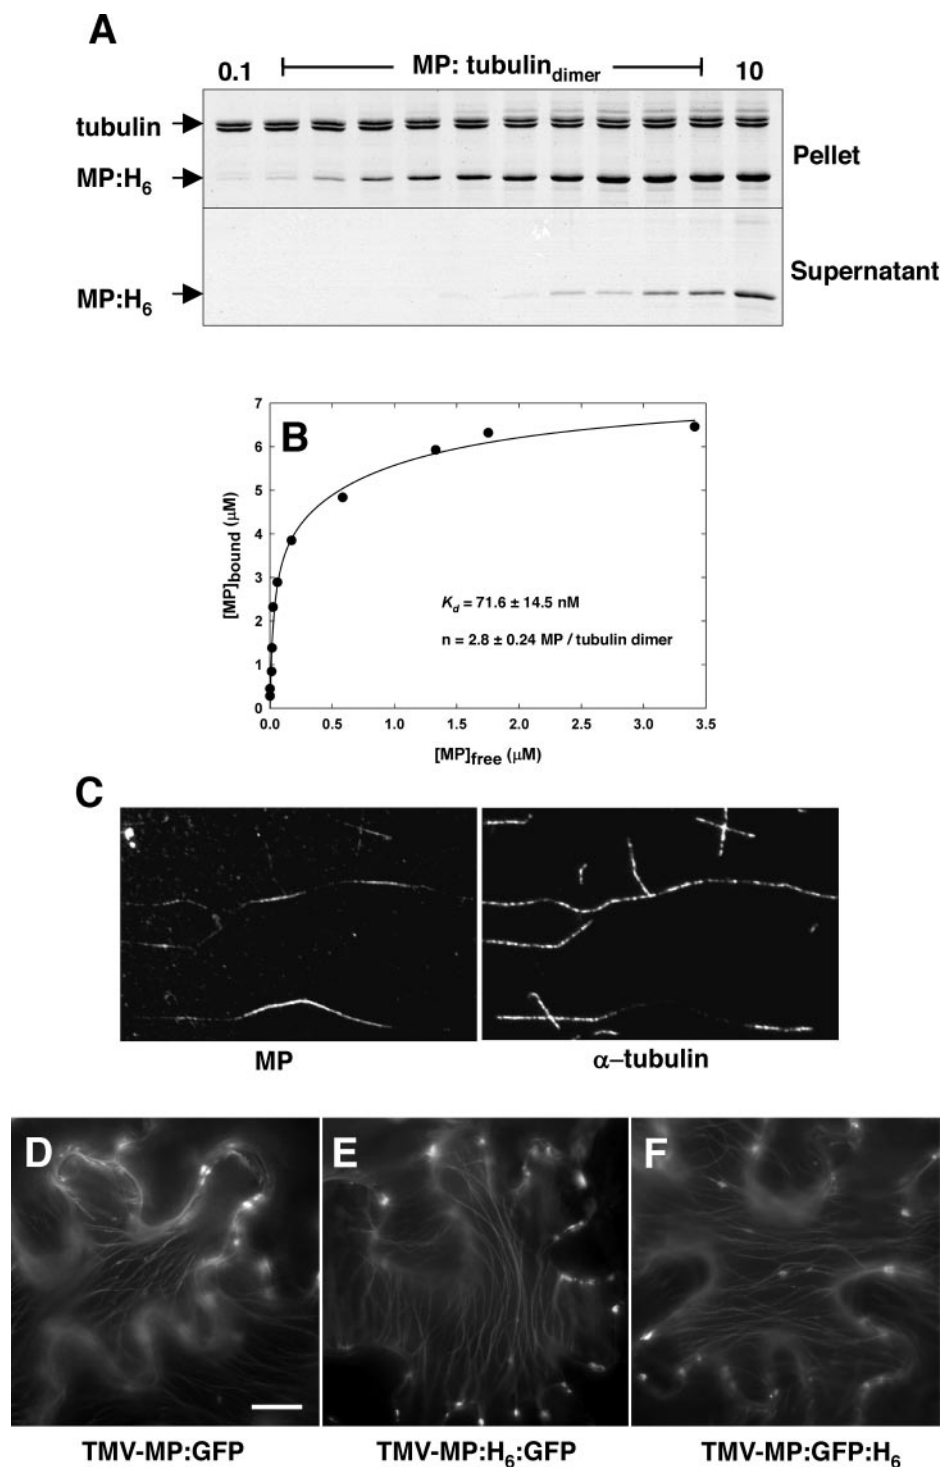 A
0.1 MP: tubulin dimer 10
tubulin
MP:H6
Pellet
MP:H6
Supernatant
B
7
6
5
4
3
2
1
0
[MP]bound (μM)
Kd = 71.6 ± 14.5 nM
n = 2.8 ± 0.24 MP / tubulin dimer
0.0 0.5 1.0 1.5 2.0 2.5 3.0 3.5
[MP]free (μM)
C
MP α–tubulin
D E F
TMV-MP:GFP TMV-MP:H6:GFP TMV-MP:GFP:H6